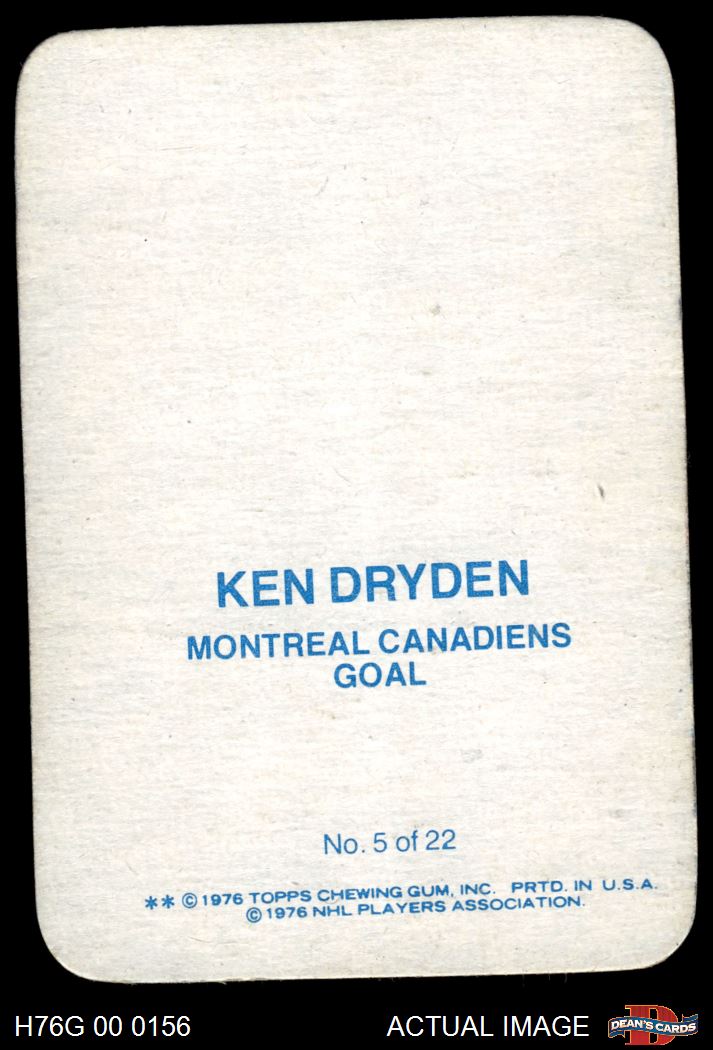 KEN DRYDEN
MONTREAL CANADIENS
GOAL
No. 5 of 22
** ©1976 TOPPS CHEWING GUM, INC. PRTD. IN U.S.A.
©1976 NHL PLAYERS ASSOCIATION.
H76G 00 0156
ACTUAL IMAGE
D
DEAN'S CARDS